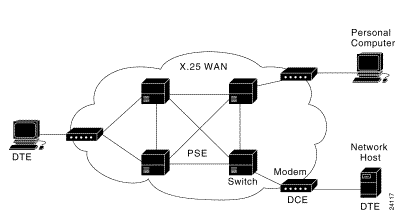 Personal
Computer
X.25 WAN
DTE
PSE
Switch
Modem
DCE
Network
Host
DTE
24117